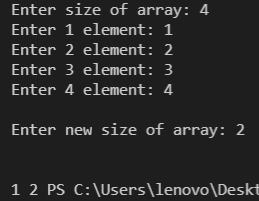 Enter size of array: 4
Enter 1 element: 1
Enter 2 element: 2
Enter 3 element: 3
Enter 4 element: 4
Enter new size of array: 2
1 2 PS C:\Users\lenovo\Deskt